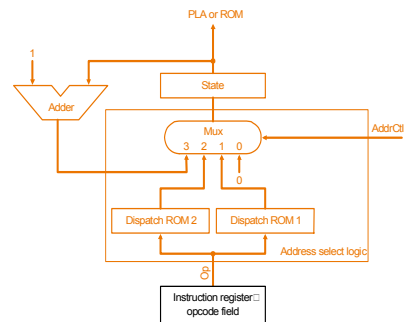 PLA or ROM
1
State
Adder
Mux
AddrCtl
3 2 1 0
0
Dispatch ROM 2
Dispatch ROM 1
Address select logic
Op
Instruction register
opcode field